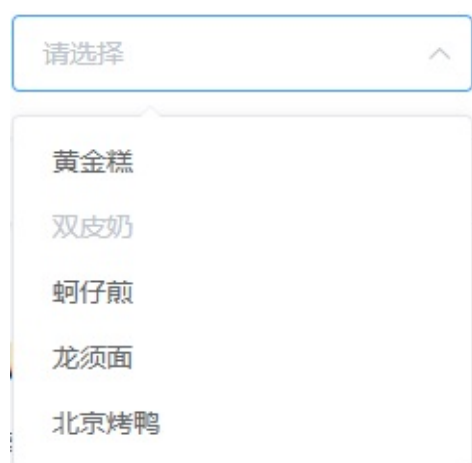 请选择
黄金糕
双皮奶
蚵仔煎
龙须面
北京烤鸭